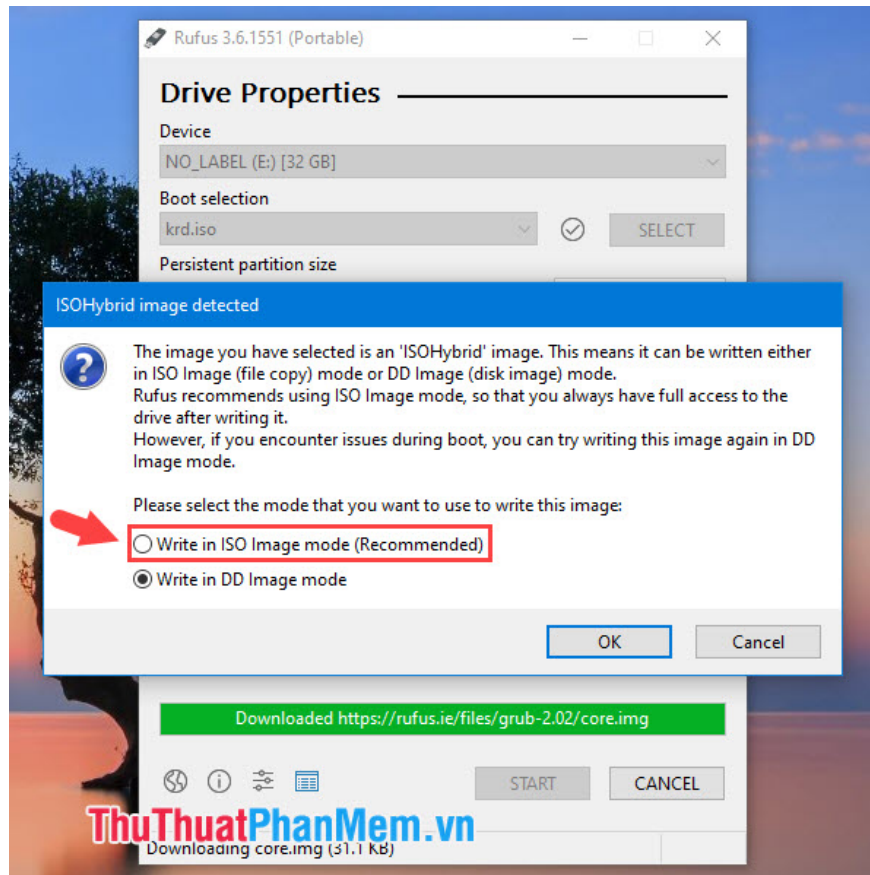 Rufus 3.6.1551 (Portable)
Drive Properties
Device
NO_LABEL (E:) [32 GB]
Boot selection
krd.iso
SELECT
Persistent partition size
ISOHybrid image detected
The image you have selected is an 'ISOHybrid' image. This means it can be written either
in ISO Image (file copy) mode or DD Image (disk image) mode.
Rufus recommends using ISO Image mode, so that you always have full access to the
drive after writing it.
However, if you encounter issues during boot, you can try writing this image again in DD
Image mode.
Please select the mode that you want to use to write this image:
Write in ISO Image mode (Recommended)
Write in DD Image mode
OK
Cancel
Downloaded https://rufus.ie/files/grub-2.02/core.img
START
CANCEL
ThuThuatPhanMem.vn
Downloading core.img (31.1 KB)